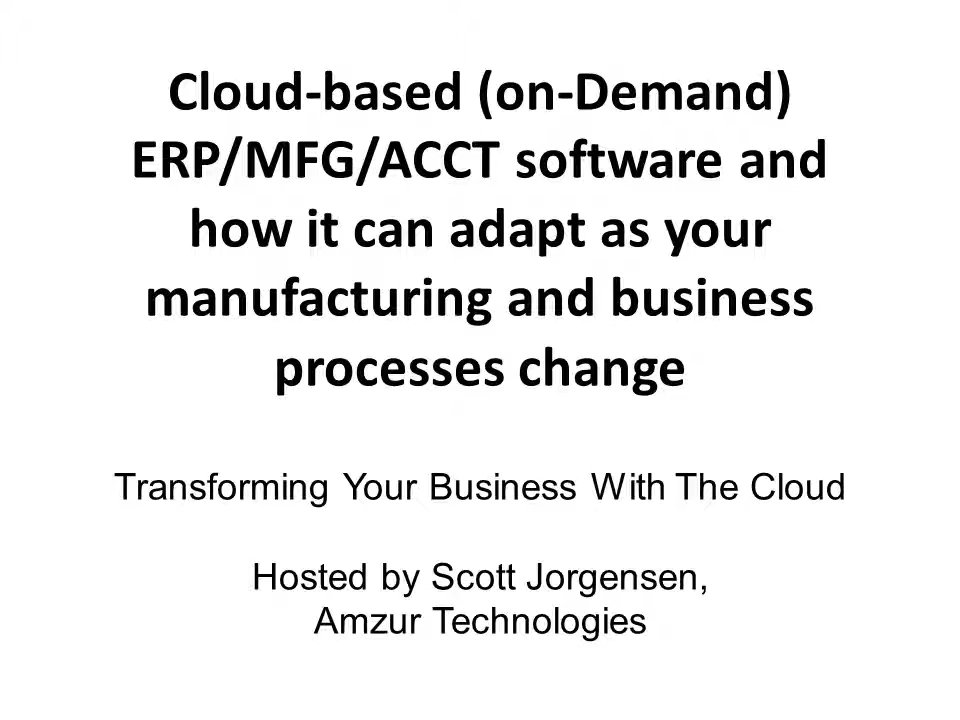 Cloud-based (on-Demand)
ERP/MFG/ACCT software and
how it can adapt as your
manufacturing and business
processes change
Transforming Your Business With The Cloud
Hosted by Scott Jorgensen,
Amzur Technologies